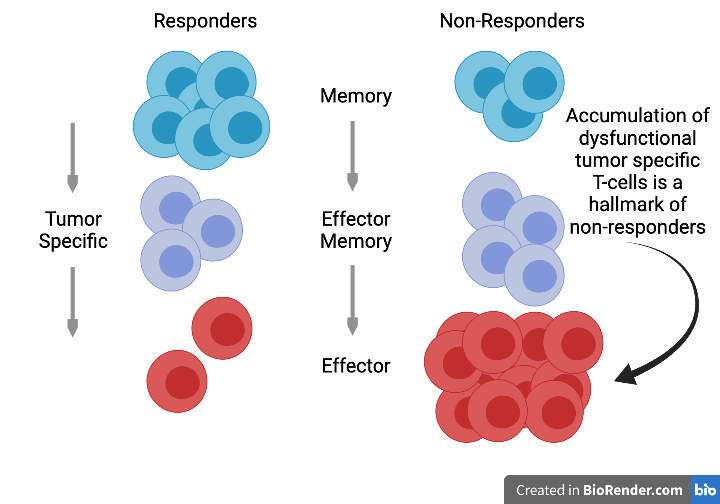 Responders
Non-Responders
Memory
Accumulation of
dysfunctional
tumor specific
T-cells is a
hallmark of
non-responders
Tumor
Specific
Effector
Memory
Effector
Created in BioRender.com bio